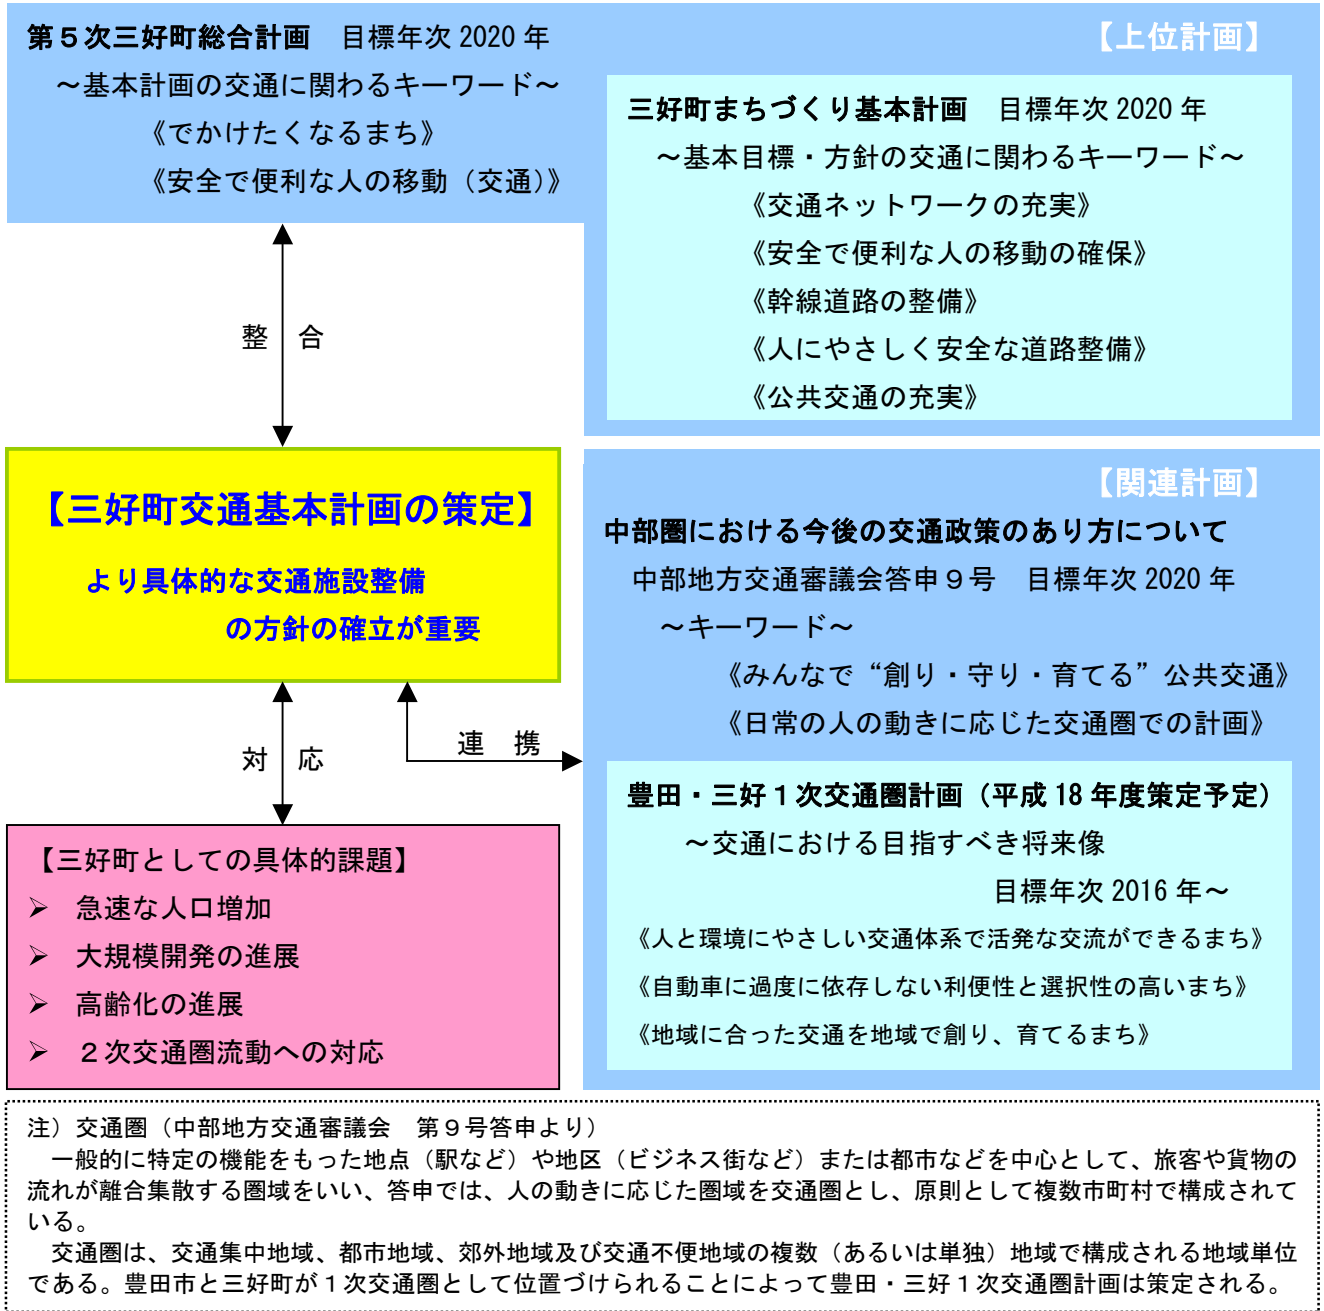 第５次三好町総合計画　目標年次 2020 年
～基本計画の交通に関わるキーワード～
《でかけたくなるまち》
《安全で便利な人の移動（交通）》
【上位計画】
三好町まちづくり基本計画　目標年次 2020 年
～基本目標・方針の交通に関わるキーワード～
《交通ネットワークの充実》
《安全で便利な人の移動の確保》
《幹線道路の整備》
《人にやさしく安全な道路整備》
《公共交通の充実》
整　合
【三好町交通基本計画の策定】
より具体的な交通施設整備
の方針の確立が重要
対　応
連　携
【関連計画】
中部圏における今後の交通政策のあり方について
中部地方交通審議会答申９号　目標年次 2020 年
～キーワード～
《みんなで“創り・守り・育てる”公共交通》
《日常の人の動きに応じた交通圏での計画》
豊田・三好１次交通圏計画（平成 18 年度策定予定）
～交通における目指すべき将来像
目標年次 2016 年～
《人と環境にやさしい交通体系で活発な交流ができるまち》
《自動車に過度に依存しない利便性と選択性の高いまち》
《地域に合った交通を地域で創り、育てるまち》
【三好町としての具体的課題】
➢ 急速な人口増加
➢ 大規模開発の進展
➢ 高齢化の進展
➢ ２次交通圏流動への対応
注）交通圏（中部地方交通審議会　第９号答申より）
一般的に特定の機能をもった地点（駅など）や地区（ビジネス街など）または都市などを中心として、旅客や貨物の
流れが離合集散する圏域をいい、答申では、人の動きに応じた圏域を交通圏とし、原則として複数市町村で構成されて
いる。
交通圏は、交通集中地域、都市地域、郊外地域及び交通不便地域の複数（あるいは単独）地域で構成される地域単位
である。豊田市と三好町が１次交通圏として位置づけられることによって豊田・三好１次交通圏計画は策定される。